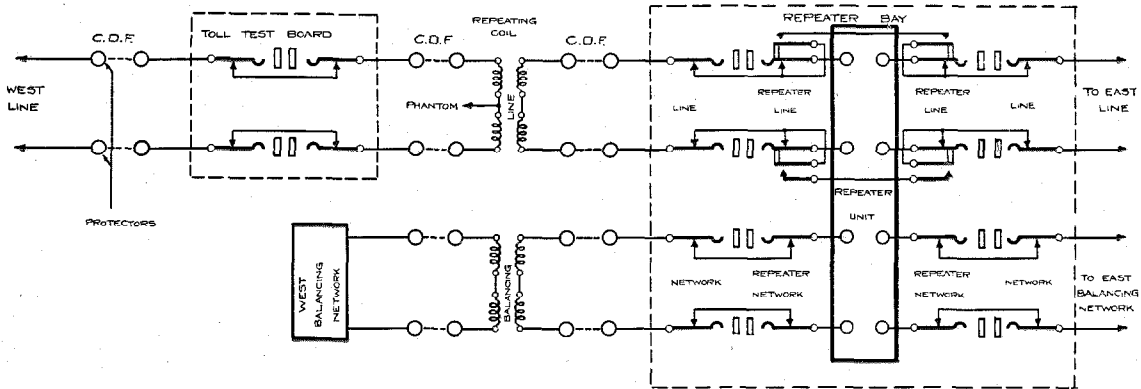 REPEATING
COIL
REPEATER BAY
C.D.F.
TOLL TEST BOARD
C.D.F
C.D.F.
WEST
LINE
PHANTOM
LINE
LINE
REPEATER
LINE
REPEATER
LINE
LINE
TO EAST
LINE
PROTECTORS
REPEATER
UNIT
WEST
BALANCING
NETWORK
BALANCING
NETWORK
REPEATER
NETWORK
REPEATER
NETWORK
NETWORK
TO EAST
BALANCING
NETWORK